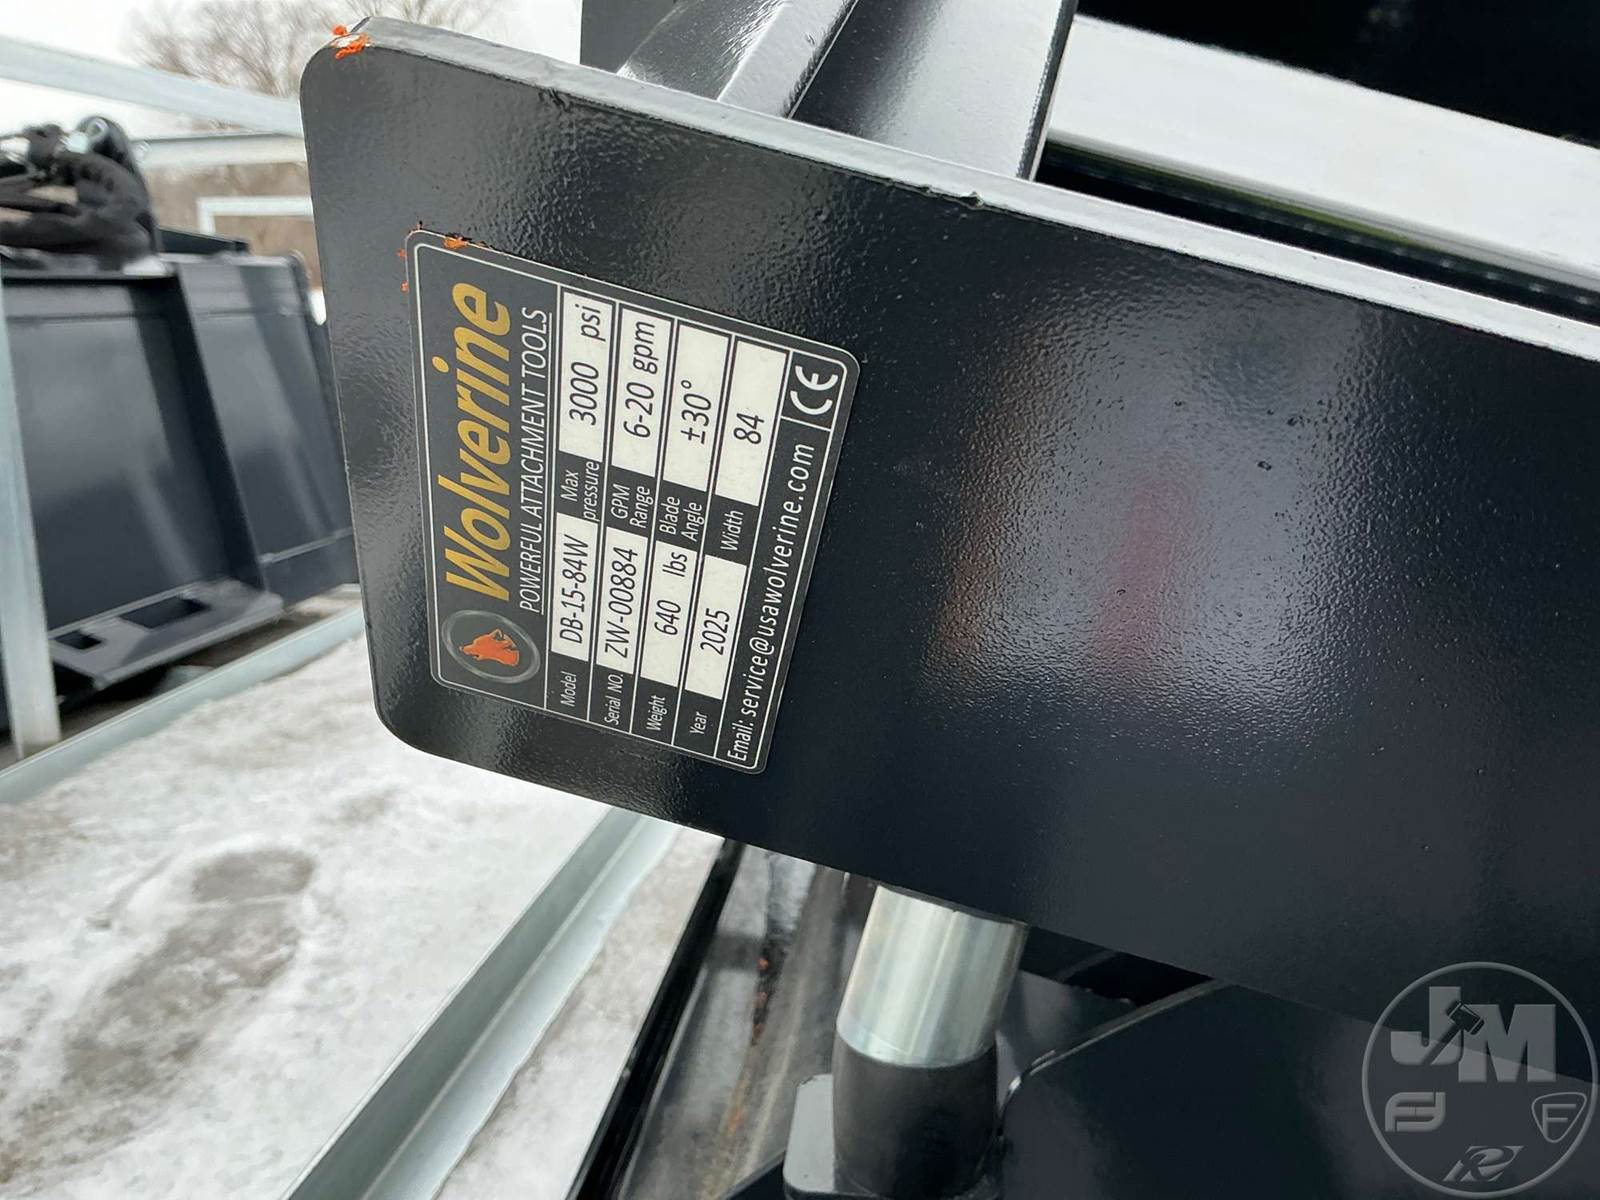 Wolverine
POWERFUL ATTACHMENT TOOLS
Model DB-15-84W Max pressure 3000 psi
Serial NO. ZW-00884 GPM Range 6-20 gpm
Weight 640 lbs Blade Angle ±30°
Year 2025 Width 84
Email: service@usawolverine.com CE
JM